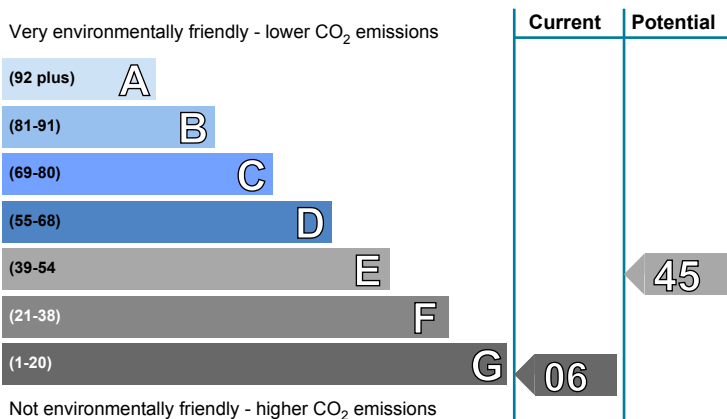 Current Potential
Very environmentally friendly - lower CO2 emissions
(92 plus) A
(81-91) B
(69-80) C
(55-68) D
(39-54 E
45
(21-38) F
(1-20) G
06
Not environmentally friendly - higher CO2 emissions